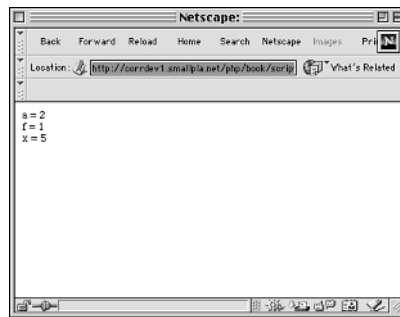 Netscape:
Back Forward Reload Home Search Netscape Images Pri N
Location: http://corrdev1.smallpla.net/php/book/scrip What's Related
a = 2
f = 1
x = 5